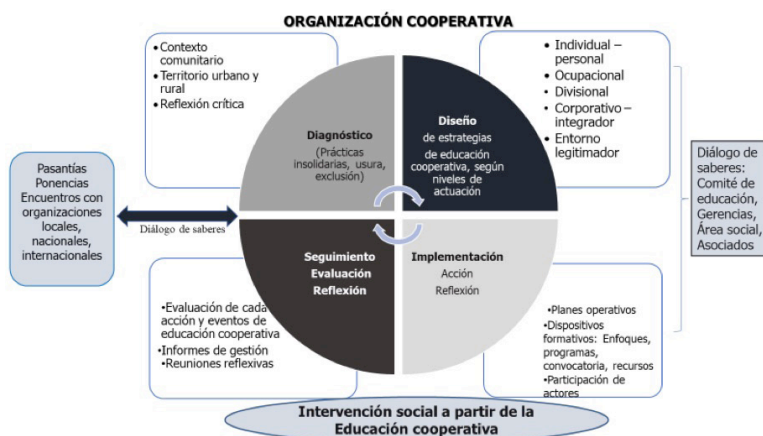 ORGANIZACIÓN COOPERATIVA
•Contexto
comunitario
•Territorio urbano y
rural
•Reflexión crítica
Diagnóstico
(Prácticas
insolidarias, usura,
exclusión)
Diseño
de estrategias
de educación
cooperativa, según
niveles de
actuación
• Individual –
personal
• Ocupacional
• Divisional
• Corporativo –
integrador
• Entorno
legitimador
Pasantías
Ponencias
Encuentros con
organizaciones
locales,
nacionales,
internacionales
Diálogo de saberes
Diálogo de
saberes:
Comité de
educación,
Gerencias,
Área social,
Asociados
Seguimiento
Evaluación
Reflexión
Implementación
Acción
Reflexión
•Evaluación de cada
acción y eventos de
educación cooperativa
•Informes de gestión
•Reuniones reflexivas
•Planes operativos
•Dispositivos
formativos: Enfoques,
programas,
convocatoria, recursos
•Participación de
actores
Intervención social a partir de la
Educación cooperativa